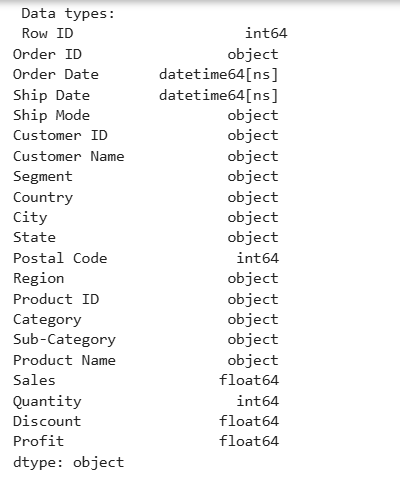 Data types:
Row ID int64
Order ID object
Order Date datetime64[ns]
Ship Date datetime64[ns]
Ship Mode object
Customer ID object
Customer Name object
Segment object
Country object
City object
State object
Postal Code int64
Region object
Product ID object
Category object
Sub-Category object
Product Name object
Sales float64
Quantity int64
Discount float64
Profit float64
dtype: object